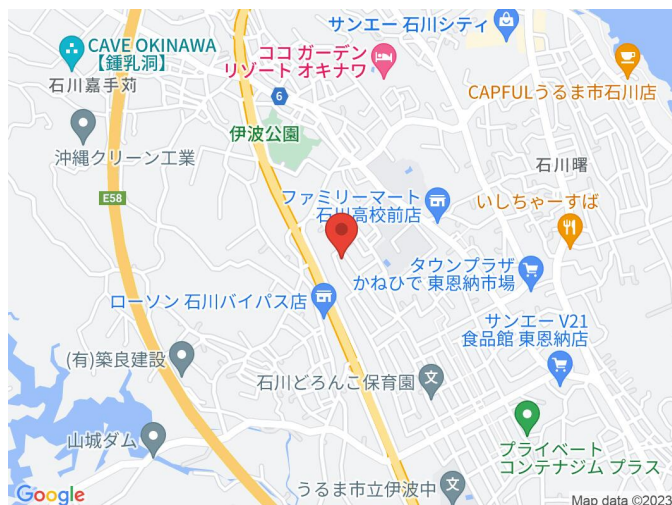 サンエー 石川シティ
CAVE OKINAWA
【鍾乳洞】
石川嘉手苅
ココ ガーデン
リゾート オキナワ
CAPFULうるま市石川店
6
伊波公園
沖縄クリーン工業
石川曙
E58
ファミリーマート
石川高校前店
いしちゃーすば
タウンプラザ
かねひで 東恩納市場
ローソン 石川バイパス店
サンエー V21
食品館 東恩納店
(有)築良建設
石川どろんこ保育園
山城ダム
プライベート
コンテナジム プラス
うるま市立伊波中
Google
Map data ©2023